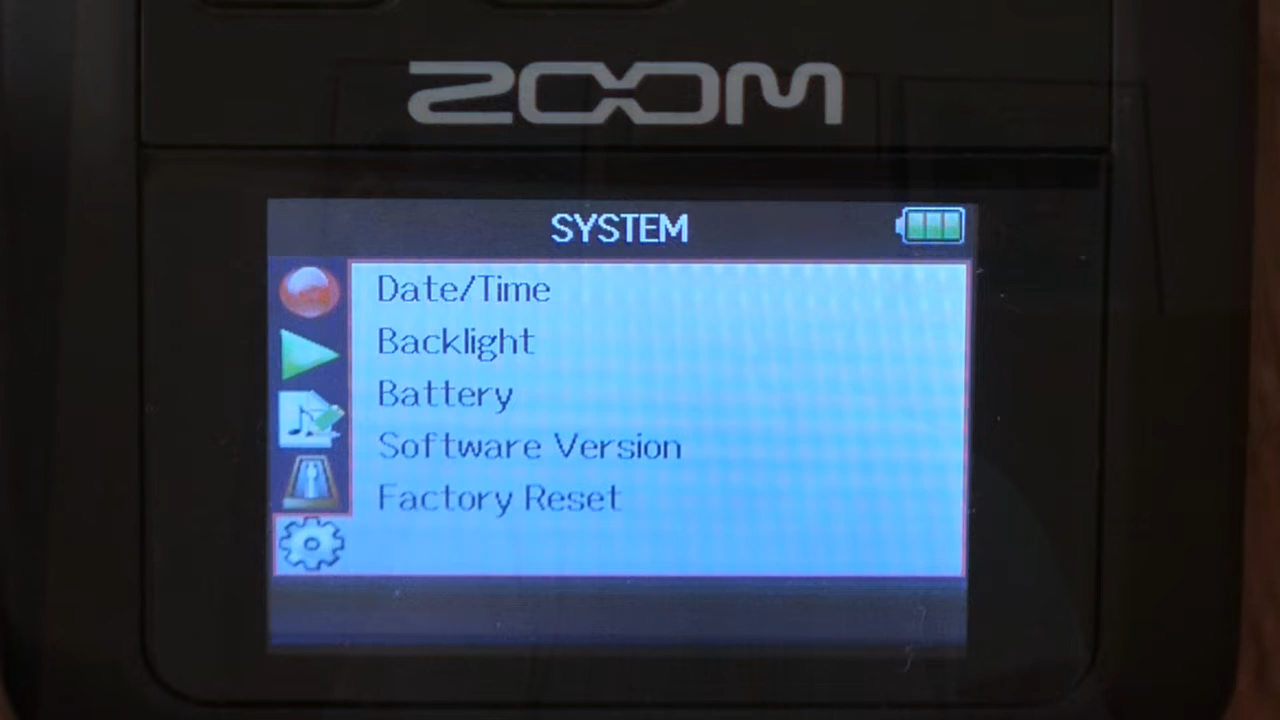 ZOOM
SYSTEM
Date/Time
Backlight
Battery
Software Version
Factory Reset